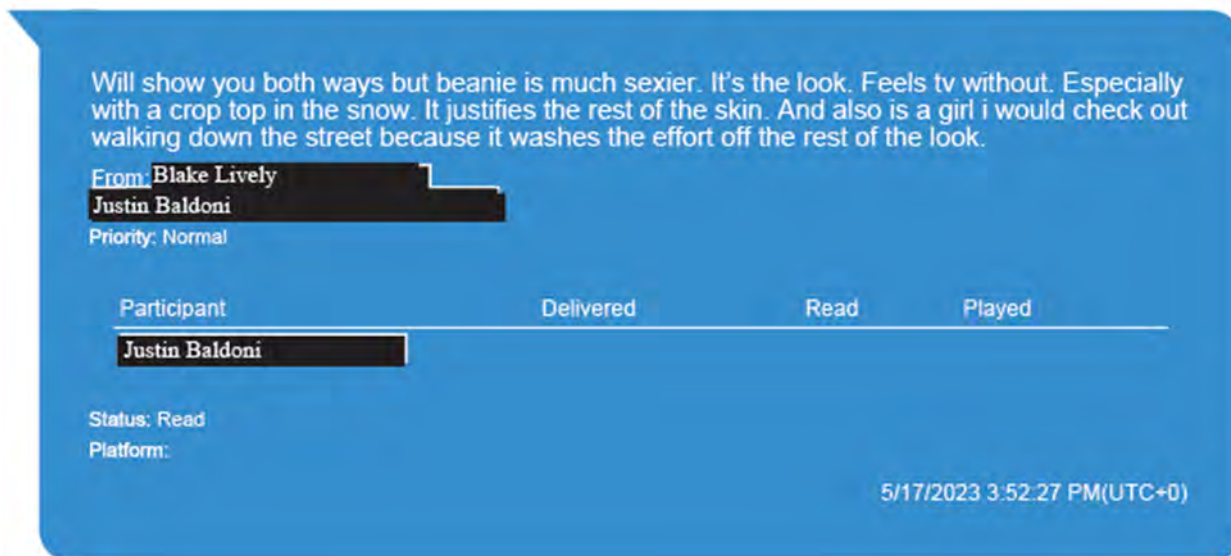 Will show you both ways but beanie is much sexier. It's the look. Feels tv without. Especially
with a crop top in the snow. It justifies the rest of the skin. And also is a girl i would check out
walking down the street because it washes the effort off the rest of the look.
From: Blake Lively
Justin Baldoni
Priority: Normal
Participant Delivered Read Played
Justin Baldoni
Status: Read
Platform:
5/17/2023 3:52:27 PM(UTC+0)